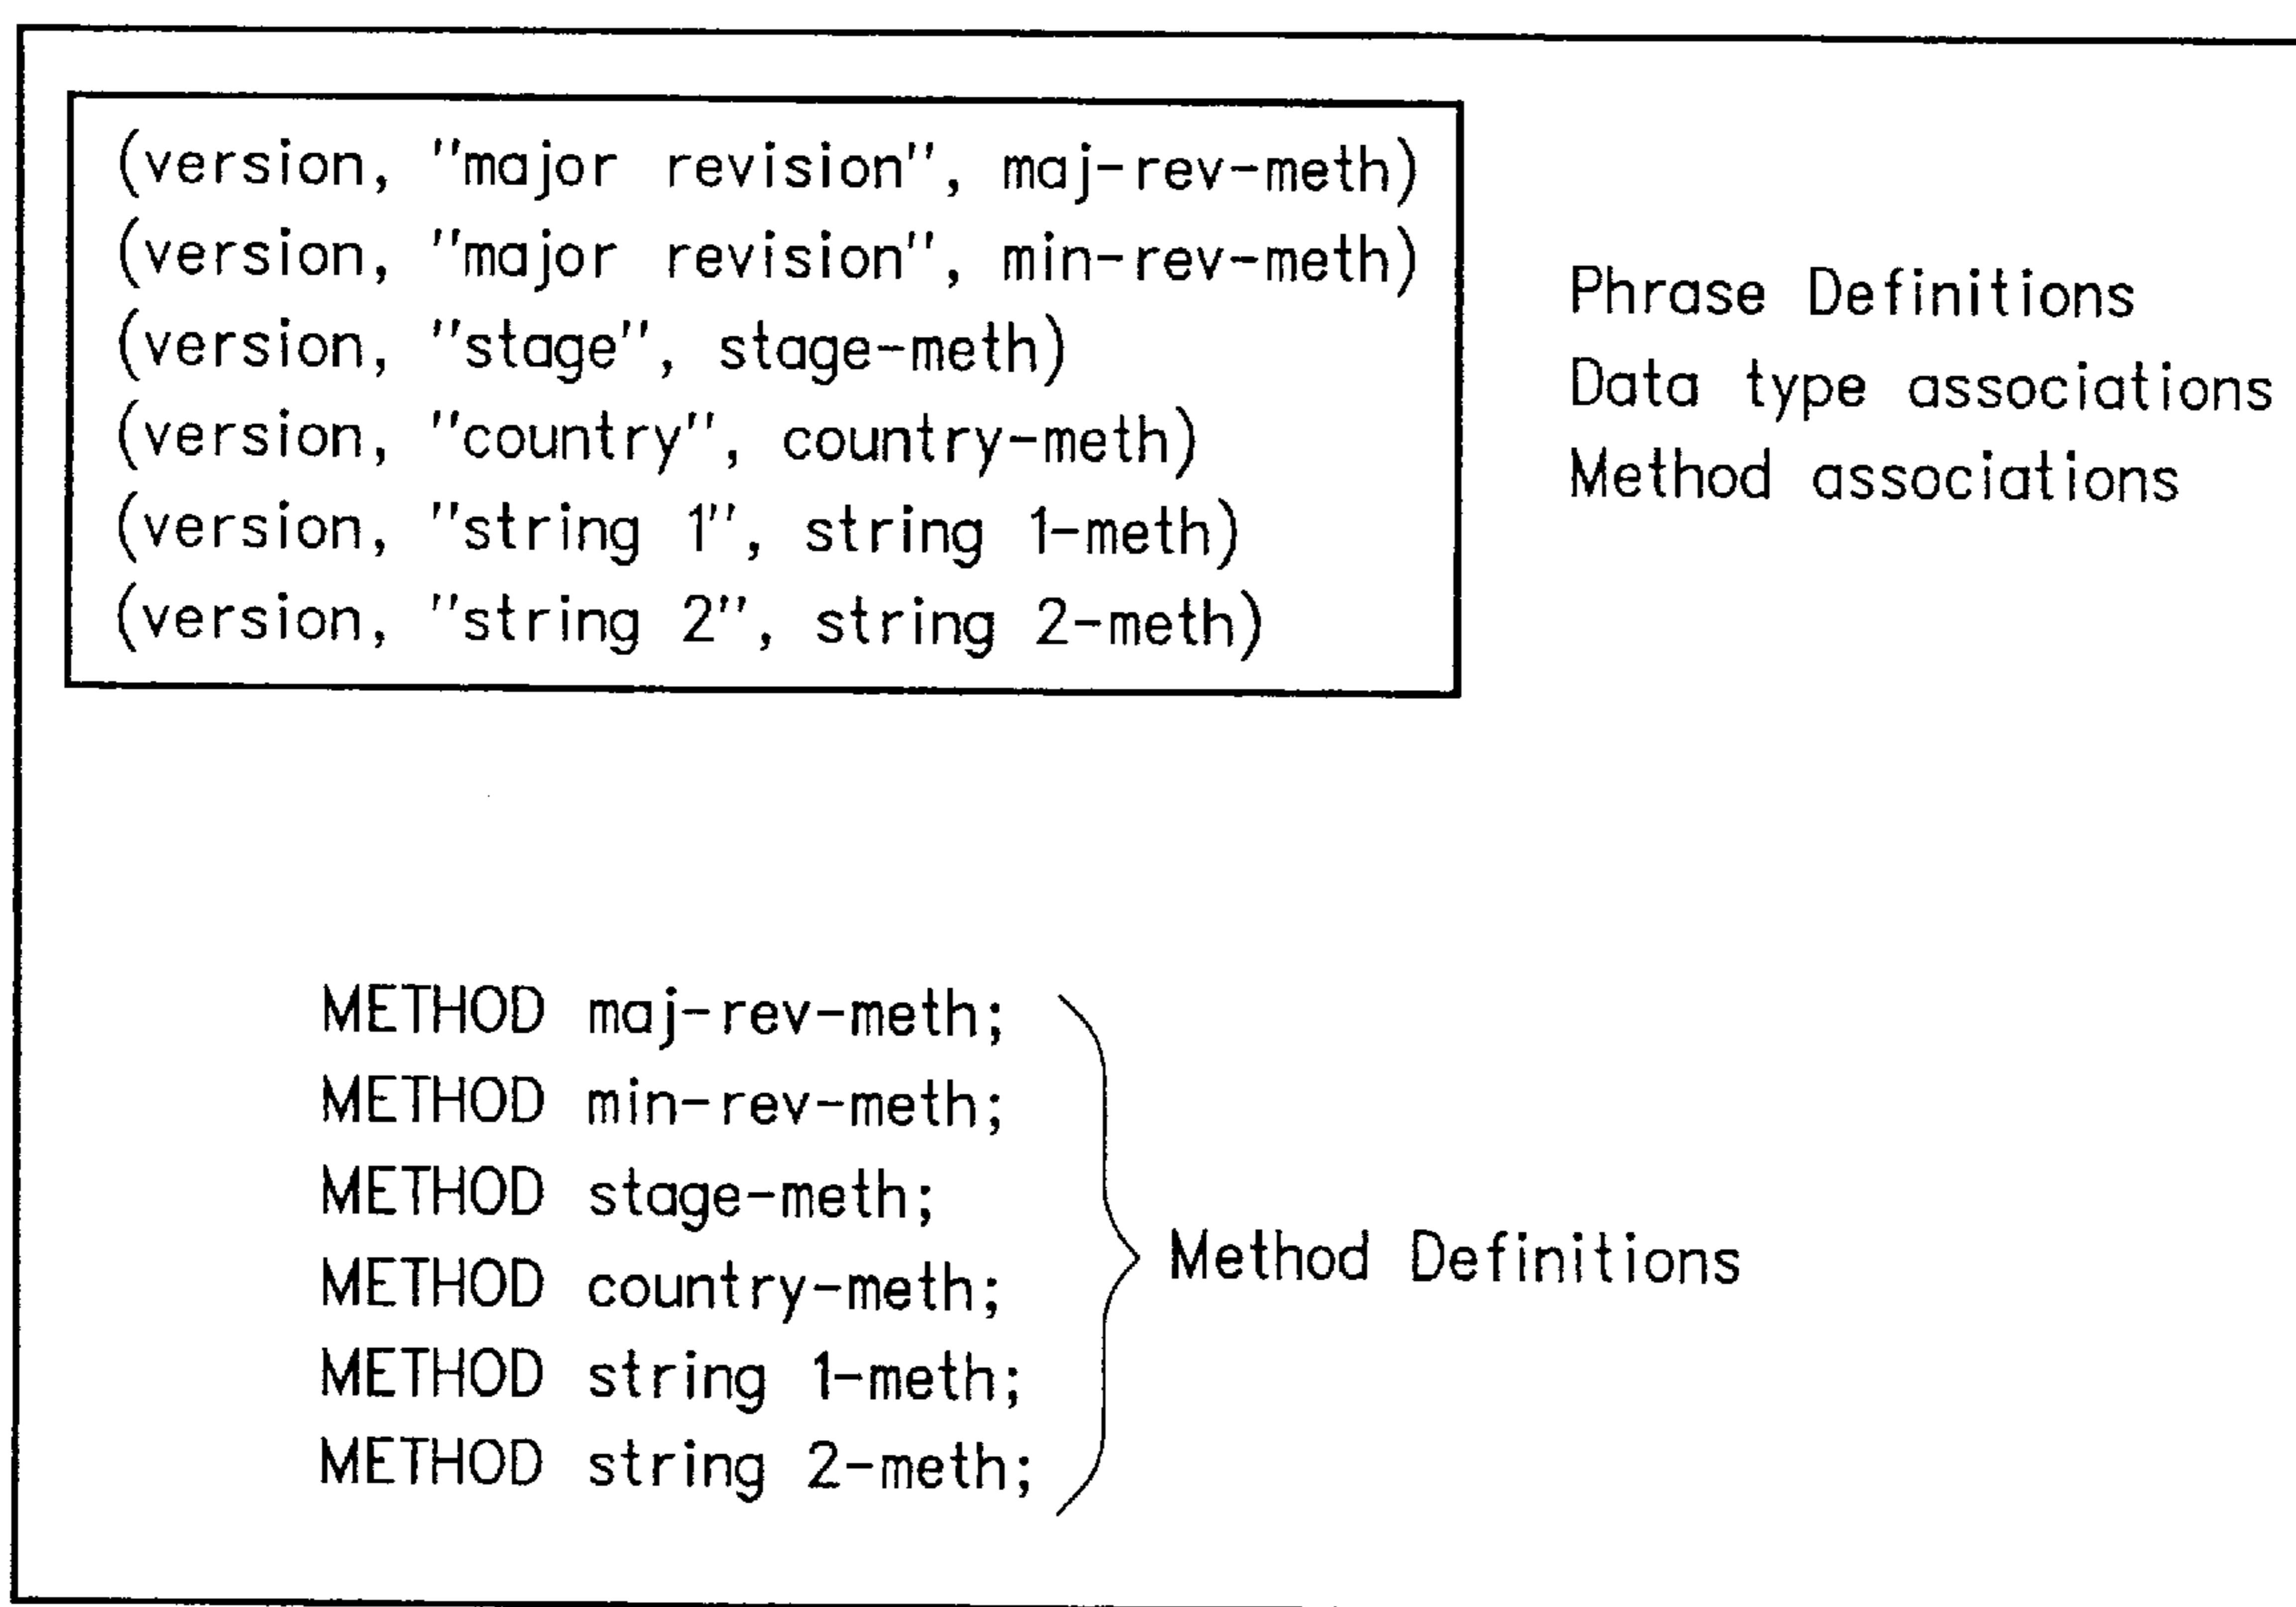 (version, "major revision", maj-rev-meth)
(version, "major revision", min-rev-meth)
(version, "stage", stage-meth)
(version, "country", country-meth)
(version, "string 1", string 1-meth)
(version, "string 2", string 2-meth)
Phrase Definitions
Data type associations
Method associations
METHOD maj-rev-meth;
METHOD min-rev-meth;
METHOD stage-meth;
METHOD country-meth;
METHOD string 1-meth;
METHOD string 2-meth;
Method Definitions